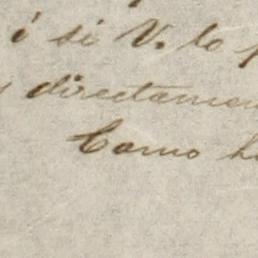 i si V. lo
directamen
Como h